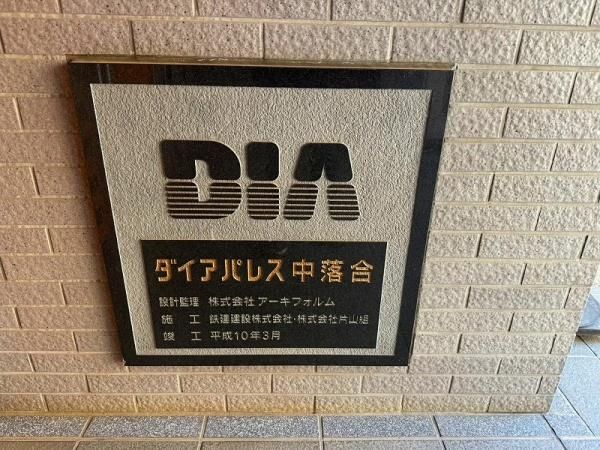 DIA
ダイアパレス中落合
設計監理 株式会社アーキフォルム
施工 鉄建建設株式会社・株式会社片山組
竣工 平成10年3月